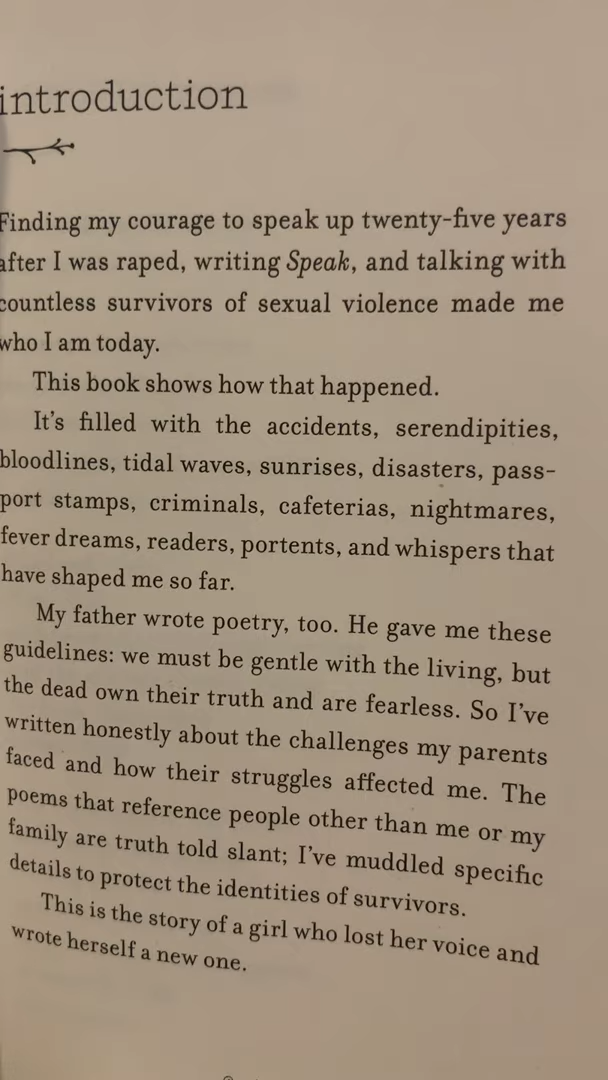 introduction
Finding my courage to speak up twenty-five years
after I was raped, writing Speak, and talking with
countless survivors of sexual violence made me
who I am today.
This book shows how that happened.
It's filled with the accidents, serendipities,
bloodlines, tidal waves, sunrises, disasters, pass-
port stamps, criminals, cafeterias, nightmares,
fever dreams, readers, portents, and whispers that
have shaped me so far.
My father wrote poetry, too. He gave me these
guidelines: we must be gentle with the living, but
the dead own their truth and are fearless. So I've
written honestly about the challenges my parents
faced and how their struggles affected me. The
poems that reference people other than me or my
family are truth told slant; I've muddled specific
details to protect the identities of survivors.
This is the story of a girl who lost her voice and
wrote herself a new one.